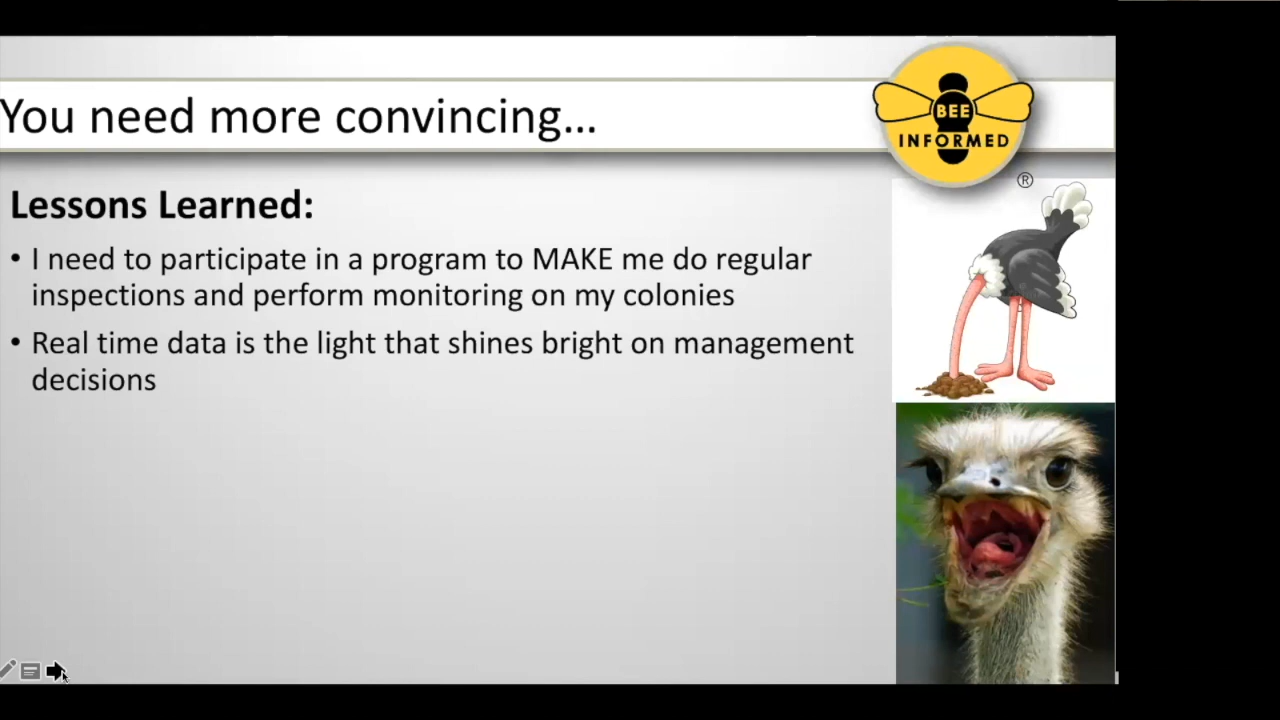 You need more convincing...
BEE
INFORMED
®
Lessons Learned:
• I need to participate in a program to MAKE me do regular
inspections and perform monitoring on my colonies
• Real time data is the light that shines bright on management
decisions